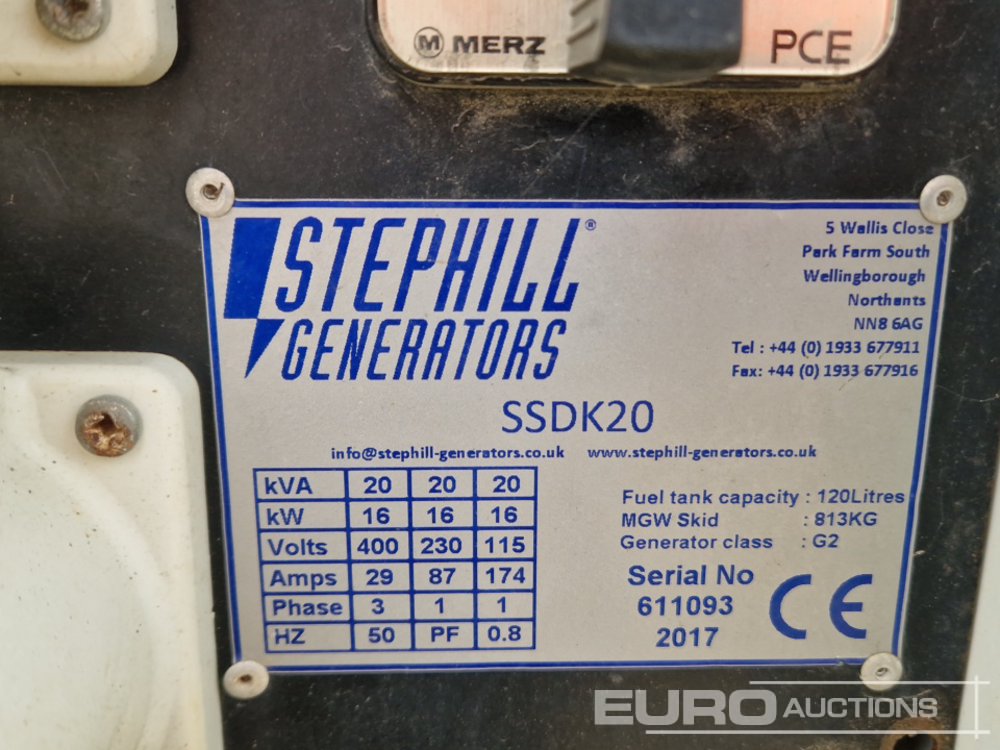 M MERZ
PCE
STEPHILL®
GENERATORS
5 Wallis Close
Park Farm South
Wellingborough
Northants
NN8 6AG
Tel : +44 (0) 1933 677911
Fax: +44 (0) 1933 677916
SSDK20
info@stephill-generators.co.uk www.stephill-generators.co.uk
kVA 20 20 20
kW 16 16 16
Volts 400 230 115
Amps 29 87 174
Phase 3 1 1
HZ 50 PF 0.8
Fuel tank capacity : 120Litres
MGW Skid : 813KG
Generator class : G2
Serial No
611093
2017
CE
EURO AUCTIONS